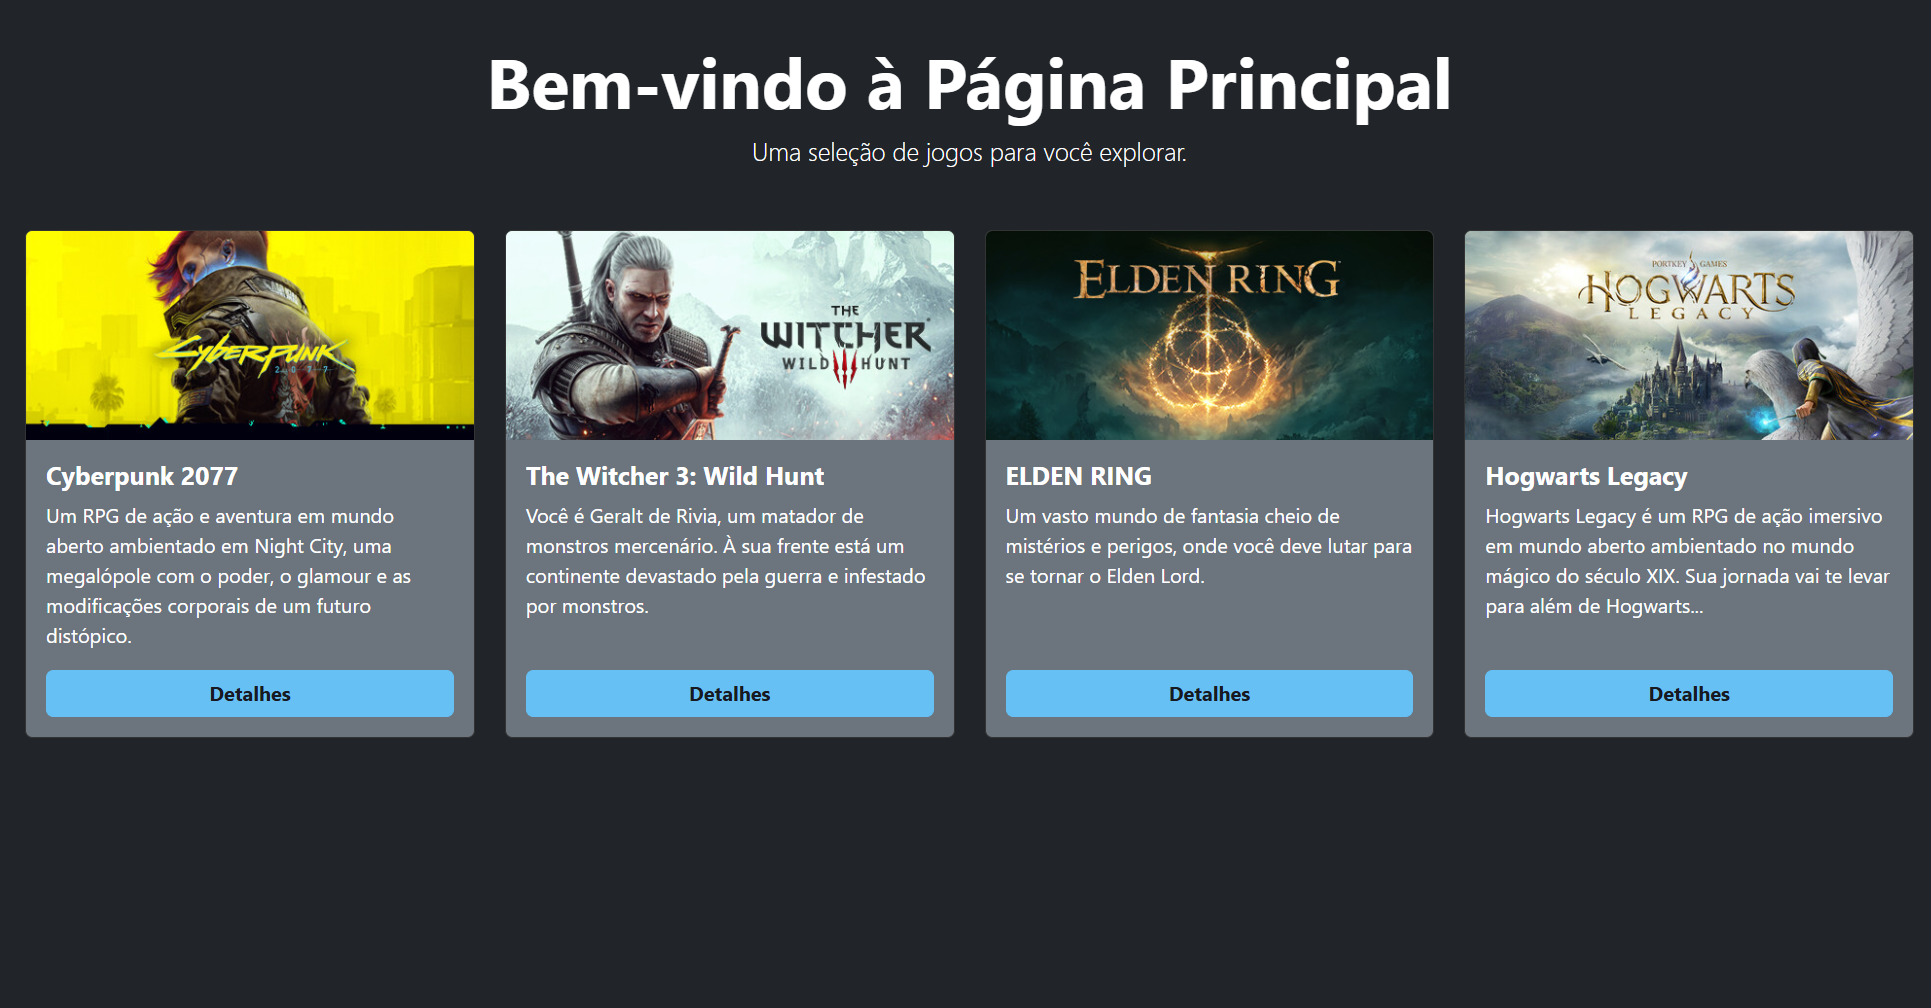 Bem-vindo à Página Principal
Uma seleção de jogos para você explorar.
CYBERPUNK
2077
THE
WITCHER
WILD HUNT
ELDEN RING
PORTKEY GAMES
HOGWARTS
LEGACY
Cyberpunk 2077
Um RPG de ação e aventura em mundo
aberto ambientado em Night City, uma
megalópole com o poder, o glamour e as
modificações corporais de um futuro
distópico.
Detalhes
The Witcher 3: Wild Hunt
Você é Geralt de Rivia, um matador de
monstros mercenário. À sua frente está um
continente devastado pela guerra e infestado
por monstros.
Detalhes
ELDEN RING
Um vasto mundo de fantasia cheio de
mistérios e perigos, onde você deve lutar para
se tornar o Elden Lord.
Detalhes
Hogwarts Legacy
Hogwarts Legacy é um RPG de ação imersivo
em mundo aberto ambientado no mundo
mágico do século XIX. Sua jornada vai te levar
para além de Hogwarts...
Detalhes